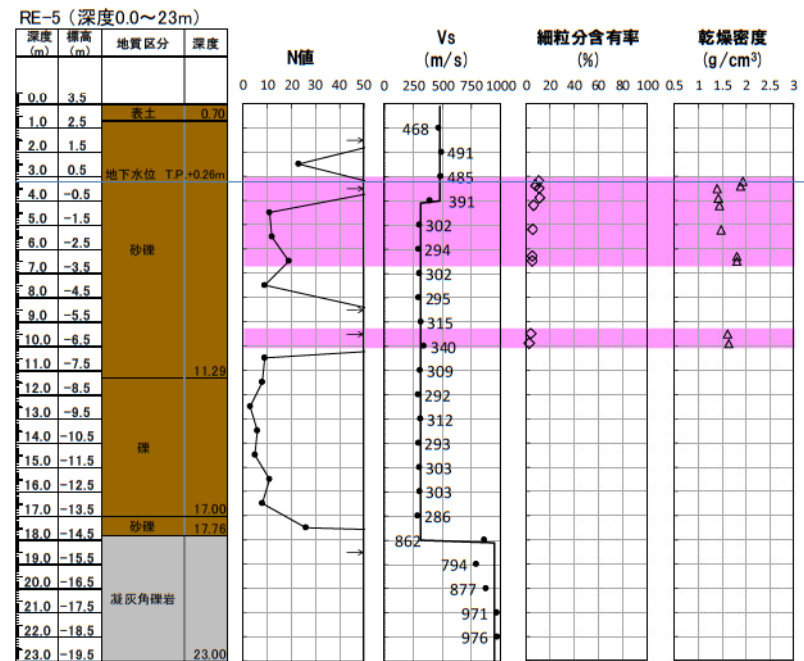 RE-5（深度0.0～23m）
深度 標高 地質区分 深度
(m) (m)
N値
Vs
(m/s)
細粒分含有率
(%)
乾燥密度
(g/cm³)
0 10 20 30 40 50 0 250 500 750 1000 0 20 40 60 80 100 0.5 1 1.5 2 2.5 3
0.0 3.5
表土 0.70
1.0 2.5 468
2.0 1.5 491
3.0 0.5 地下水位 T.P.+0.26m 485
4.0 -0.5 391
5.0 -1.5 302
砂礫
6.0 -2.5 294
7.0 -3.5 302
8.0 -4.5 295
9.0 -5.5 315
10.0 -6.5 340
11.0 -7.5 11.29 309
12.0 -8.5 292
13.0 -9.5 312
14.0 -10.5 293
礫
15.0 -11.5 303
16.0 -12.5 303
17.0 -13.5 17.00 286
砂礫 17.76
18.0 -14.5 862
19.0 -15.5 794
20.0 -16.5 877
凝灰角礫岩
21.0 -17.5 971
22.0 -18.5 976
23.0 -19.5 23.00